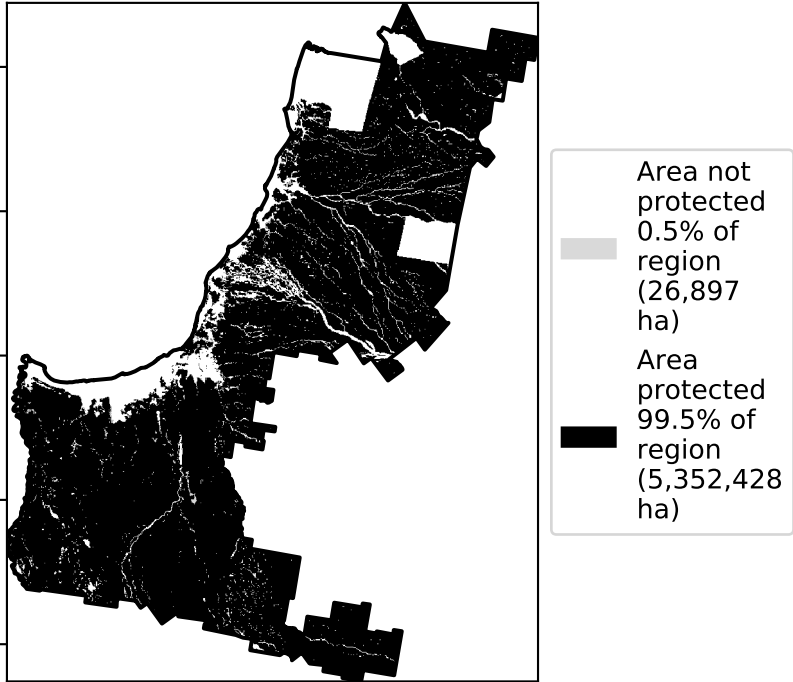 Area not
protected
0.5% of
region
(26,897
ha)
Area
protected
99.5% of
region
(5,352,428
ha)